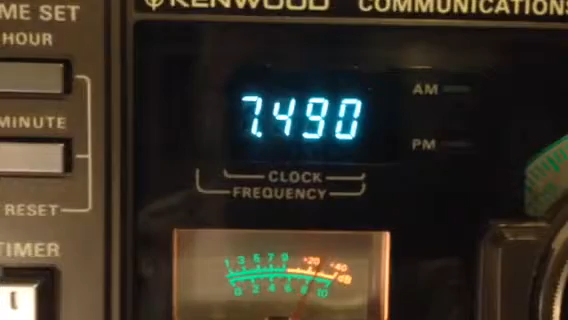 KENWOOD
COMMUNICATIONS
ME SET
HOUR
AM
7.490
MINUTE
PM
CLOCK
FREQUENCY
RESET
TIMER
1 3 5 7 9 +20 +40
dB
0 2 4 6 8 10